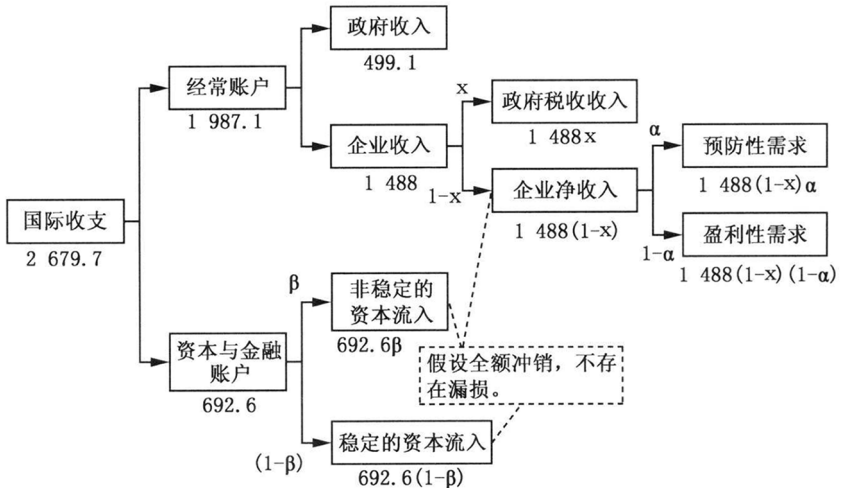 政府收入
499.1
经常账户
1 987.1
x
政府税收收入
1 488x
企业收入
1 488
α
预防性需求
1 488(1-x)α
1-x
企业净收入
1 488(1-x)
国际收支
2 679.7
盈利性需求
1-α
1 488(1-x)(1-α)
β
非稳定的
资本流入
692.6β
资本与金融
账户
692.6
假设全额冲销，不存
在漏损。
(1-β)
稳定的资本流入
692.6(1-β)